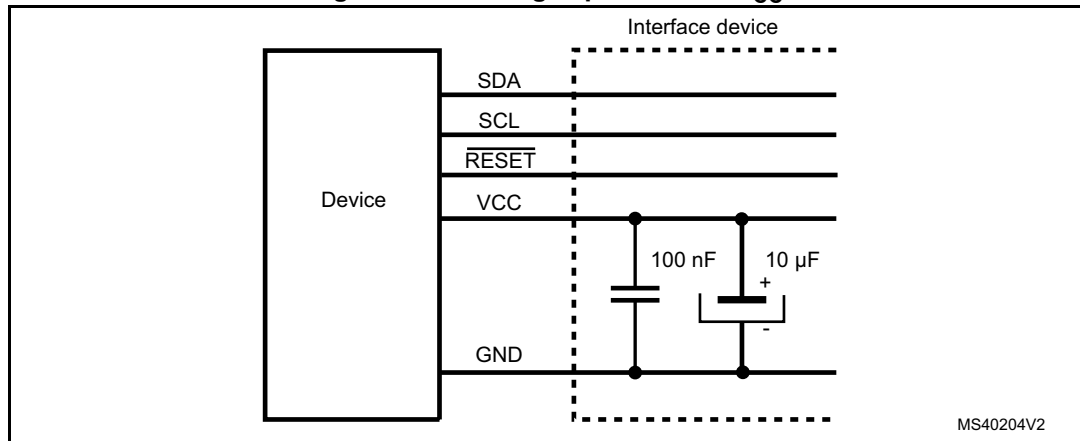 Interface device
SDA
SCL
RESET
Device
VCC
100 nF
10 µF
+
-
GND
MS40204V2